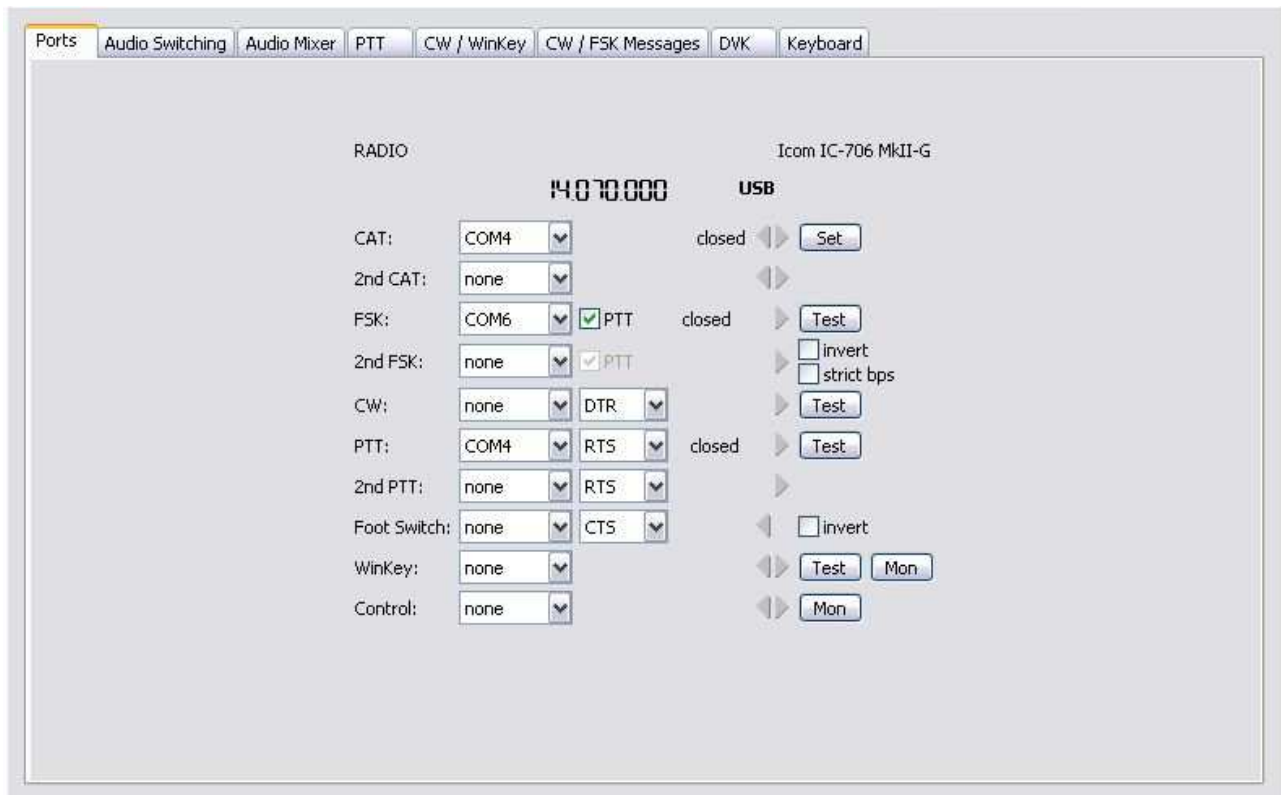 Ports Audio Switching Audio Mixer PTT CW / WinKey CW / FSK Messages DVK Keyboard
RADIO Icom IC-706 MkII-G
14.070.000 USB
CAT: COM4 closed Set
2nd CAT: none
FSK: COM6 PTT closed Test
2nd FSK: none PTT invert
strict bps
CW: none DTR Test
PTT: COM4 RTS closed Test
2nd PTT: none RTS
Foot Switch: none CTS invert
WinKey: none Test Mon
Control: none Mon